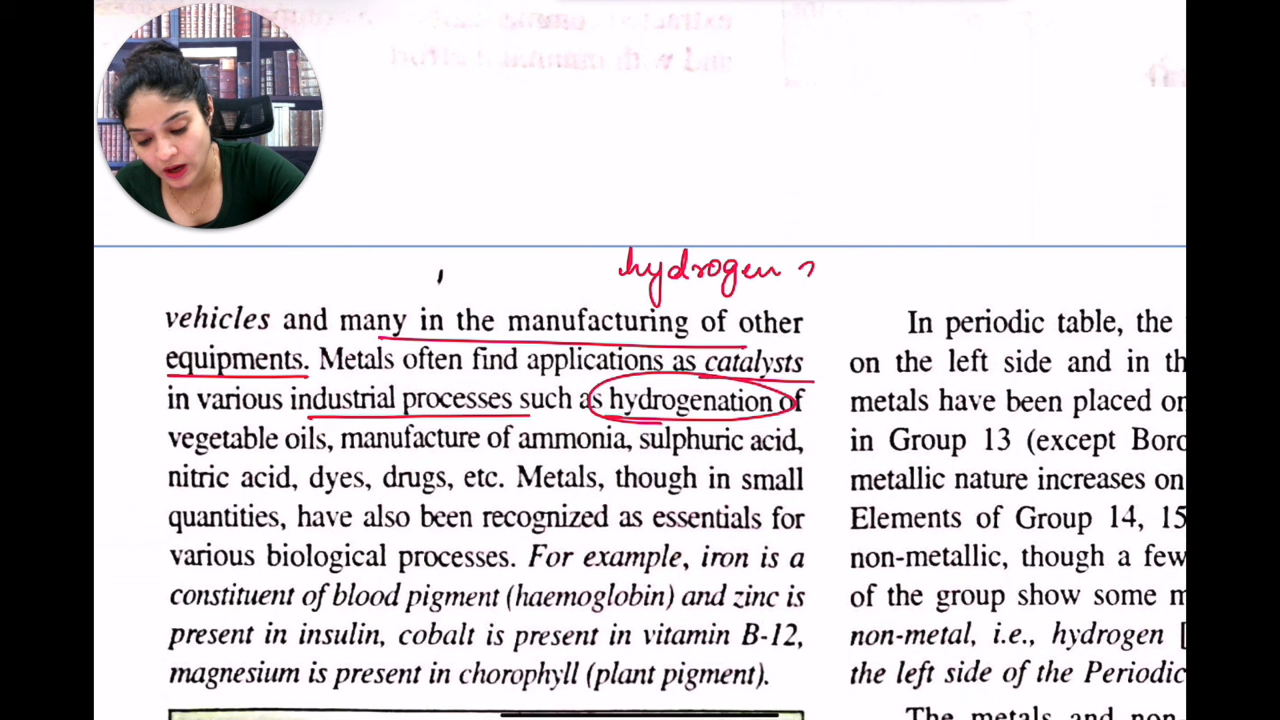 hydrogen
vehicles and many in the manufacturing of other
equipments. Metals often find applications as catalysts
in various industrial processes such as hydrogenation of
vegetable oils, manufacture of ammonia, sulphuric acid,
nitric acid, dyes, drugs, etc. Metals, though in small
quantities, have also been recognized as essentials for
various biological processes. For example, iron is a
constituent of blood pigment (haemoglobin) and zinc is
present in insulin, cobalt is present in vitamin B-12,
magnesium is present in chorophyll (plant pigment).
In periodic table, the
on the left side and in th
metals have been placed on
in Group 13 (except Boro
metallic nature increases on
Elements of Group 14, 15
non-metallic, though a few
of the group show some m
non-metal, i.e., hydrogen [
the left side of the Periodic
The metals and non